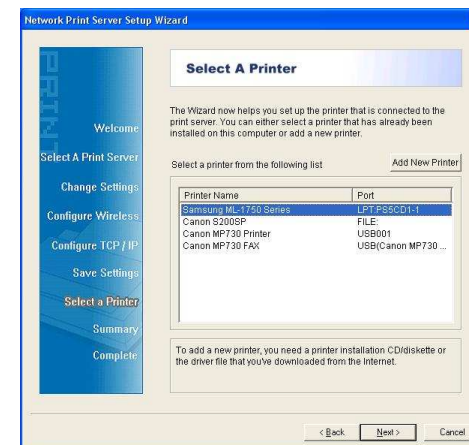 Network Print Server Setup Wizard
PRINT
Welcome
Select A Print Server
Change Settings
Configure Wireless
Configure TCP / IP
Save Settings
Select a Printer
Summary
Complete
Select A Printer
The Wizard now helps you set up the printer that is connected to the
print server. You can either select a printer that has already been
installed on this computer or add a new printer.
Select a printer from the following list
Add New Printer
Printer Name Port
Samsung ML-1750 Series LPT:PS5CD1-1
Canon S200SP FILE:
Canon MP730 Printer USB001
Canon MP730 FAX USB(Canon MP730 ...
To add a new printer, you need a printer installation CD/diskette or
the driver file that you've downloaded from the Internet.
< Back Next > Cancel